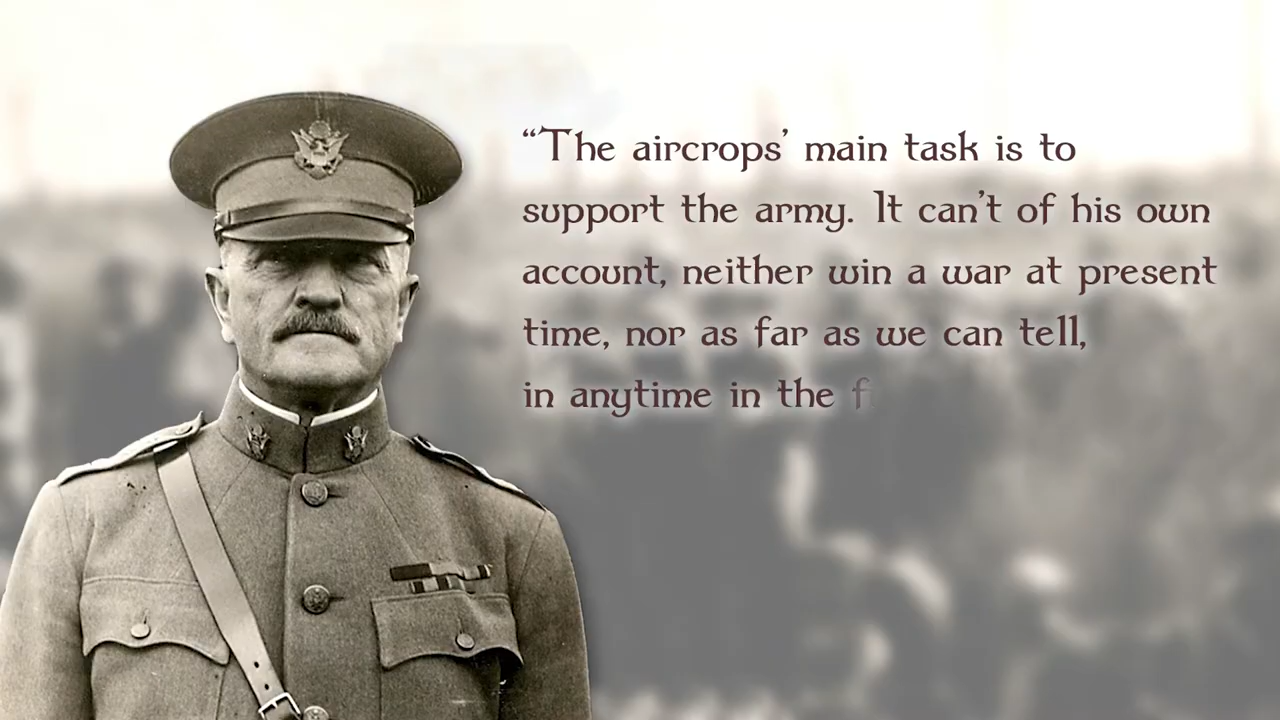 “The aircrops’ main task is to
support the army. It can’t of his own
account, neither win a war at present
time, nor as far as we can tell,
in anytime in the